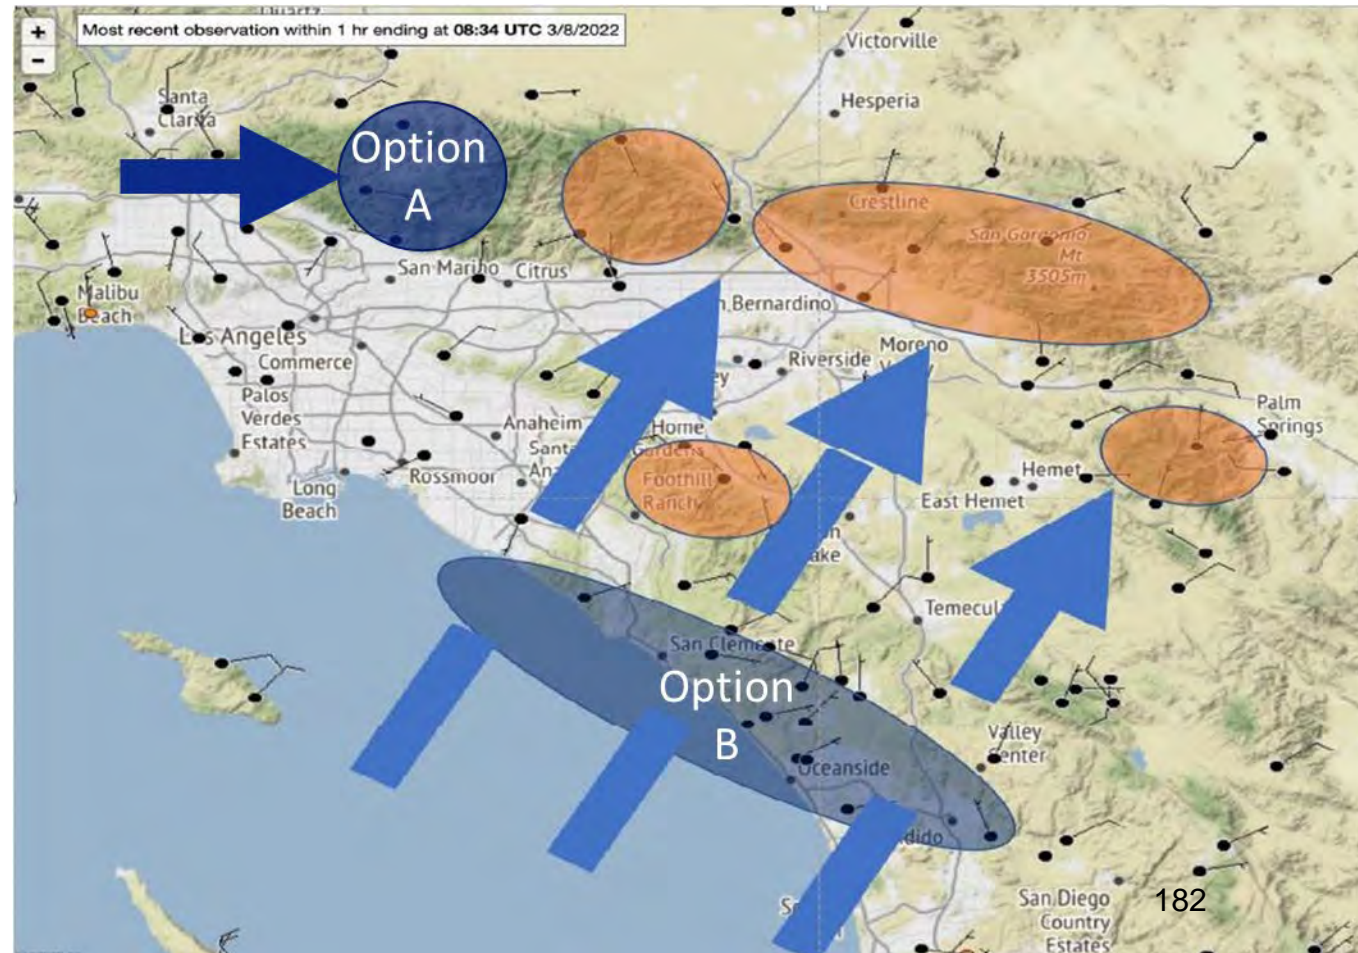 Quartz
+
Most recent observation within 1 hr ending at 08:34 UTC 3/8/2022
−
Victorville
Santa
Clarita
Hesperia
Option
A
Crestline
San Gorgonio
Mt
3505m
San Marino
Citrus
Malibu
Beach
Bernardino
Los Angeles
Commerce
Riverside
Moreno
Palos
Verdes
Estates
Anaheim
Home
Gardens
Palm
Springs
Rossmoor
Foothill
Ranch
Hemet
East Hemet
Long
Beach
San Clemente
Option
B
Valley
Center
Oceanside
182
San Diego
Country
Estates